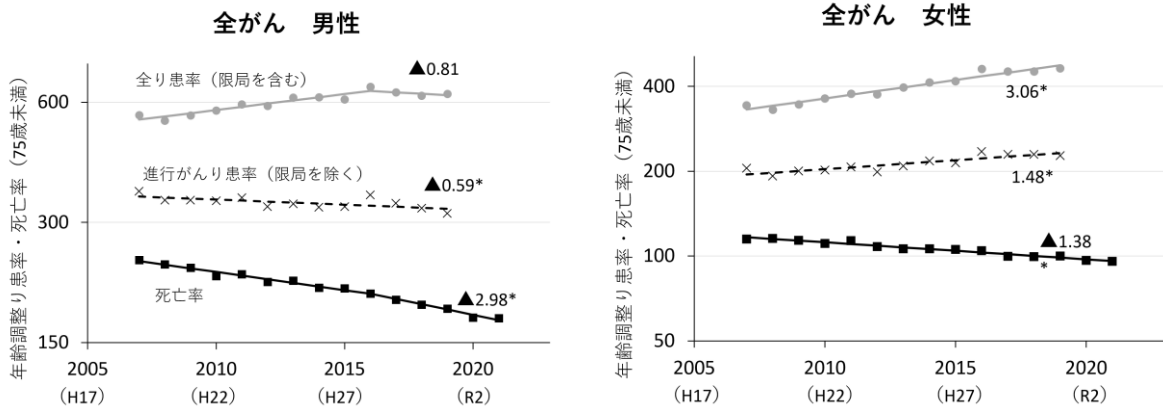 全がん 男性
年齢調整り患率・死亡率(75歳未満)
600
300
150
全り患率(限局を含む)
▲0.81
進行がんり患率(限局を除く)
▲0.59*
死亡率
▲2.98*
2005 2010 2015 2020
(H17) (H22) (H27) (R2)
全がん 女性
年齢調整り患率・死亡率(75歳未満)
400
200
100
50
3.06*
1.48*
▲1.38
*
2005 2010 2015 2020
(H17) (H22) (H27) (R2)